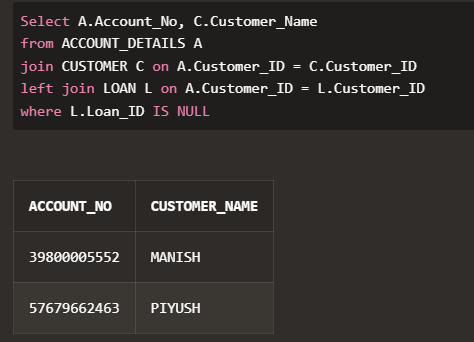 Select A.Account_No, C.Customer_Name
from ACCOUNT_DETAILS A
join CUSTOMER C on A.Customer_ID = C.Customer_ID
left join LOAN L on A.Customer_ID = L.Customer_ID
where L.Loan_ID IS NULL
ACCOUNT_NO CUSTOMER_NAME
39800005552 MANISH
57679662463 PIYUSH